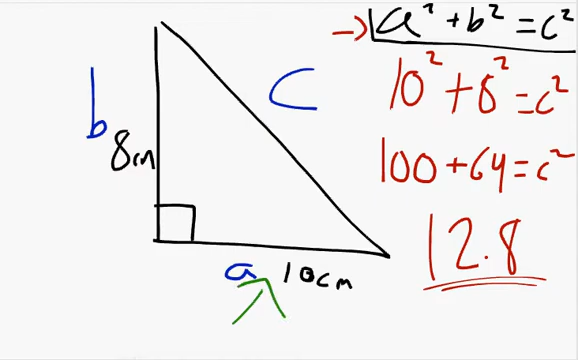 a² + b² = c²
10² + 8² = c²
100 + 64 = c²
12.8
b
c
8cm
a 10cm